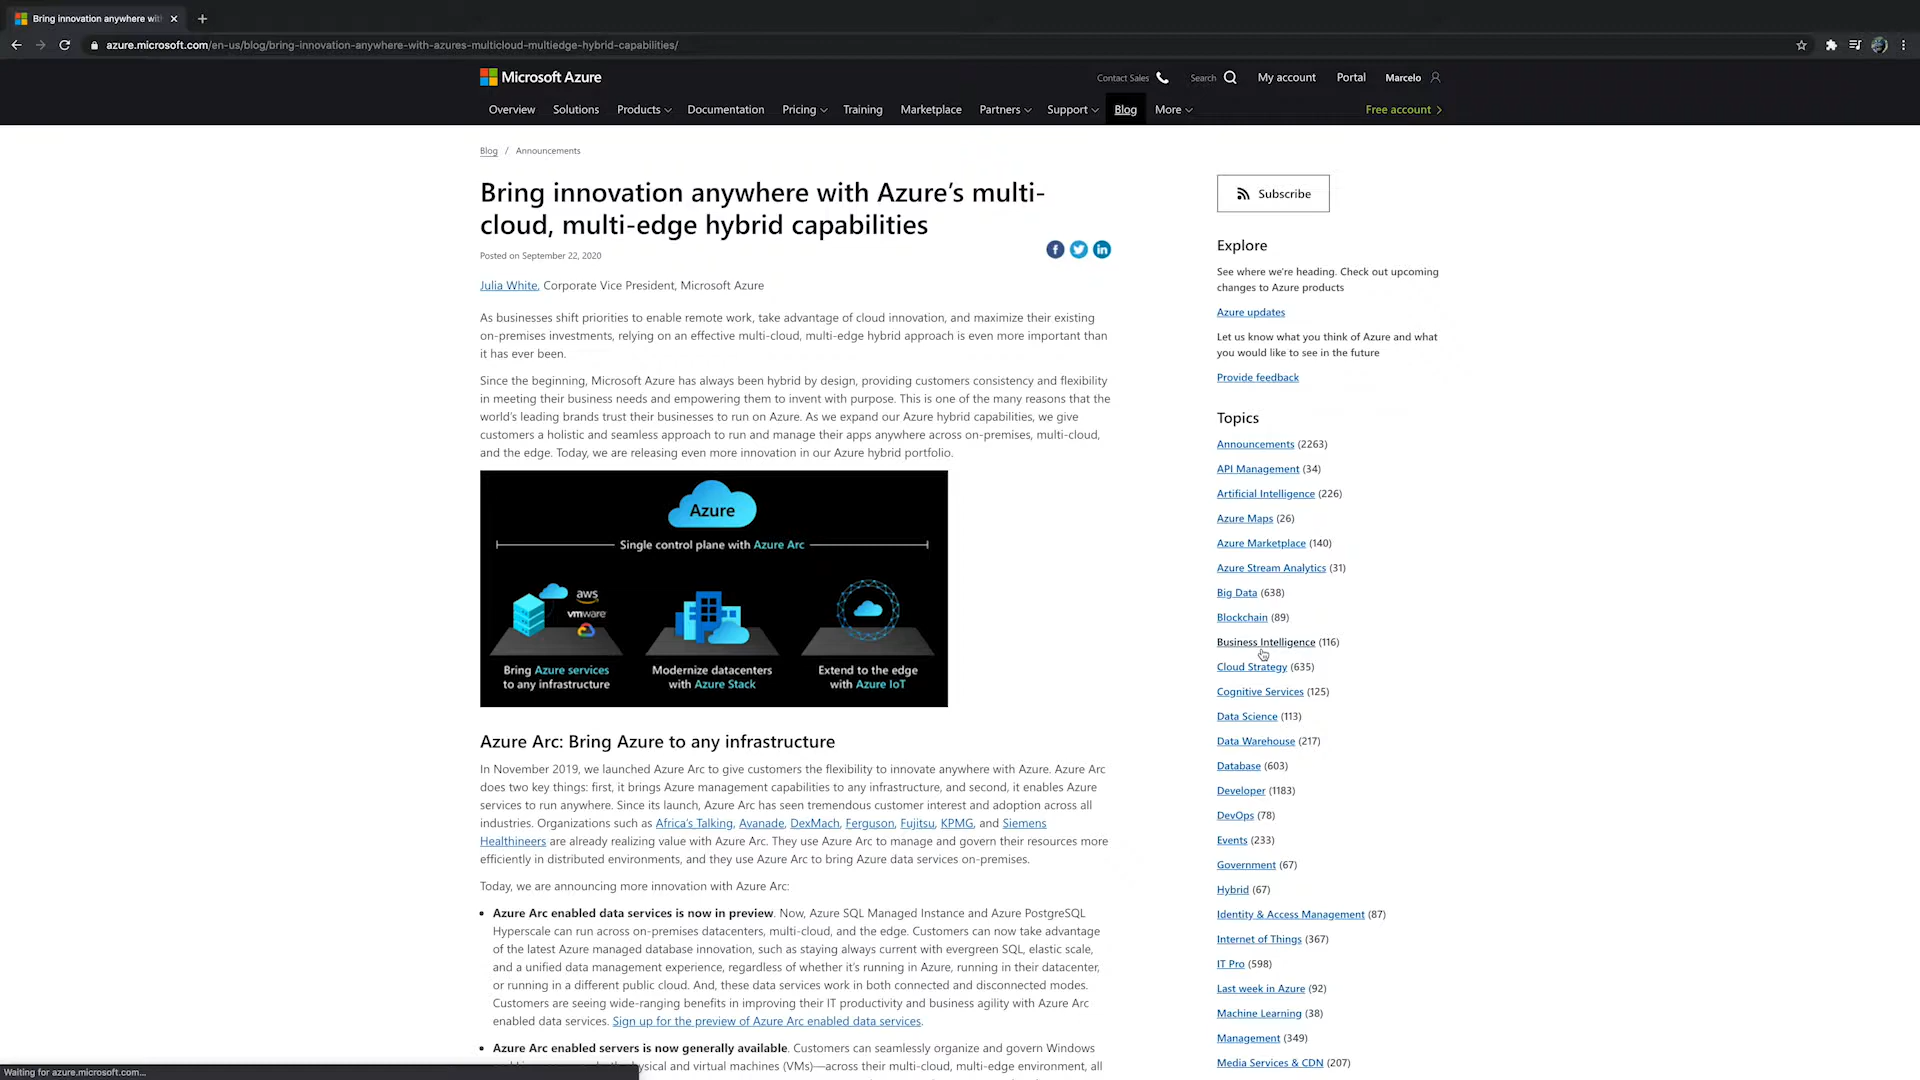 Bring innovation anywhere wit
azure.microsoft.com/en-us/blog/bring-innovation-anywhere-with-azures-multicloud-multiedge-hybrid-capabilities/
Microsoft Azure
Contact Sales
Search
My account
Portal
Marcelo
Overview
Solutions
Products
Documentation
Pricing
Training
Marketplace
Partners
Support
Blog
More
Free account
Blog / Announcements
Bring innovation anywhere with Azure’s multi-
cloud, multi-edge hybrid capabilities
Posted on September 22, 2020
Julia White, Corporate Vice President, Microsoft Azure
As businesses shift priorities to enable remote work, take advantage of cloud innovation, and maximize their existing
on-premises investments, relying on an effective multi-cloud, multi-edge hybrid approach is even more important than
it has ever been.
Since the beginning, Microsoft Azure has always been hybrid by design, providing customers consistency and flexibility
in meeting their business needs and empowering them to invent with purpose. This is one of the many reasons that the
world’s leading brands trust their businesses to run on Azure. As we expand our Azure hybrid capabilities, we give
customers a holistic and seamless approach to run and manage their apps anywhere across on-premises, multi-cloud,
and the edge. Today, we are releasing even more innovation in our Azure hybrid portfolio.
Azure
Single control plane with Azure Arc
aws
vmware
Bring Azure services
to any infrastructure
Modernize datacenters
with Azure Stack
Extend to the edge
with Azure IoT
Azure Arc: Bring Azure to any infrastructure
In November 2019, we launched Azure Arc to give customers the flexibility to innovate anywhere with Azure. Azure Arc
does two key things: first, it brings Azure management capabilities to any infrastructure, and second, it enables Azure
services to run anywhere. Since its launch, Azure Arc has seen tremendous customer interest and adoption across all
industries. Organizations such as Africa’s Talking, Avanade, DexMach, Ferguson, Fujitsu, KPMG, and Siemens
Healthineers are already realizing value with Azure Arc. They use Azure Arc to manage and govern their resources more
efficiently in distributed environments, and they use Azure Arc to bring Azure data services on-premises.
Today, we are announcing more innovation with Azure Arc:
• Azure Arc enabled data services is now in preview. Now, Azure SQL Managed Instance and Azure PostgreSQL
Hyperscale can run across on-premises datacenters, multi-cloud, and the edge. Customers can now take advantage
of the latest Azure managed database innovation, such as staying always current with evergreen SQL, elastic scale,
and a unified data management experience, regardless of whether it’s running in Azure, running in their datacenter,
or running in a different public cloud. And, these data services work in both connected and disconnected modes.
Customers are seeing wide-ranging benefits in improving their IT productivity and business agility with Azure Arc
enabled data services. Sign up for the preview of Azure Arc enabled data services.
• Azure Arc enabled servers is now generally available. Customers can seamlessly organize and govern Windows
ysical and virtual machines (VMs)—across their multi-cloud, multi-edge environment, all
Subscribe
Explore
See where we’re heading. Check out upcoming
changes to Azure products
Azure updates
Let us know what you think of Azure and what
you would like to see in the future
Provide feedback
Topics
Announcements (2263)
API Management (34)
Artificial Intelligence (226)
Azure Maps (26)
Azure Marketplace (140)
Azure Stream Analytics (31)
Big Data (638)
Blockchain (89)
Business Intelligence (116)
Cloud Strategy (635)
Cognitive Services (125)
Data Science (113)
Data Warehouse (217)
Database (603)
Developer (1183)
DevOps (78)
Events (233)
Government (67)
Hybrid (67)
Identity & Access Management (87)
Internet of Things (367)
IT Pro (598)
Last week in Azure (92)
Machine Learning (38)
Management (349)
Media Services & CDN (207)
Waiting for azure.microsoft.com...